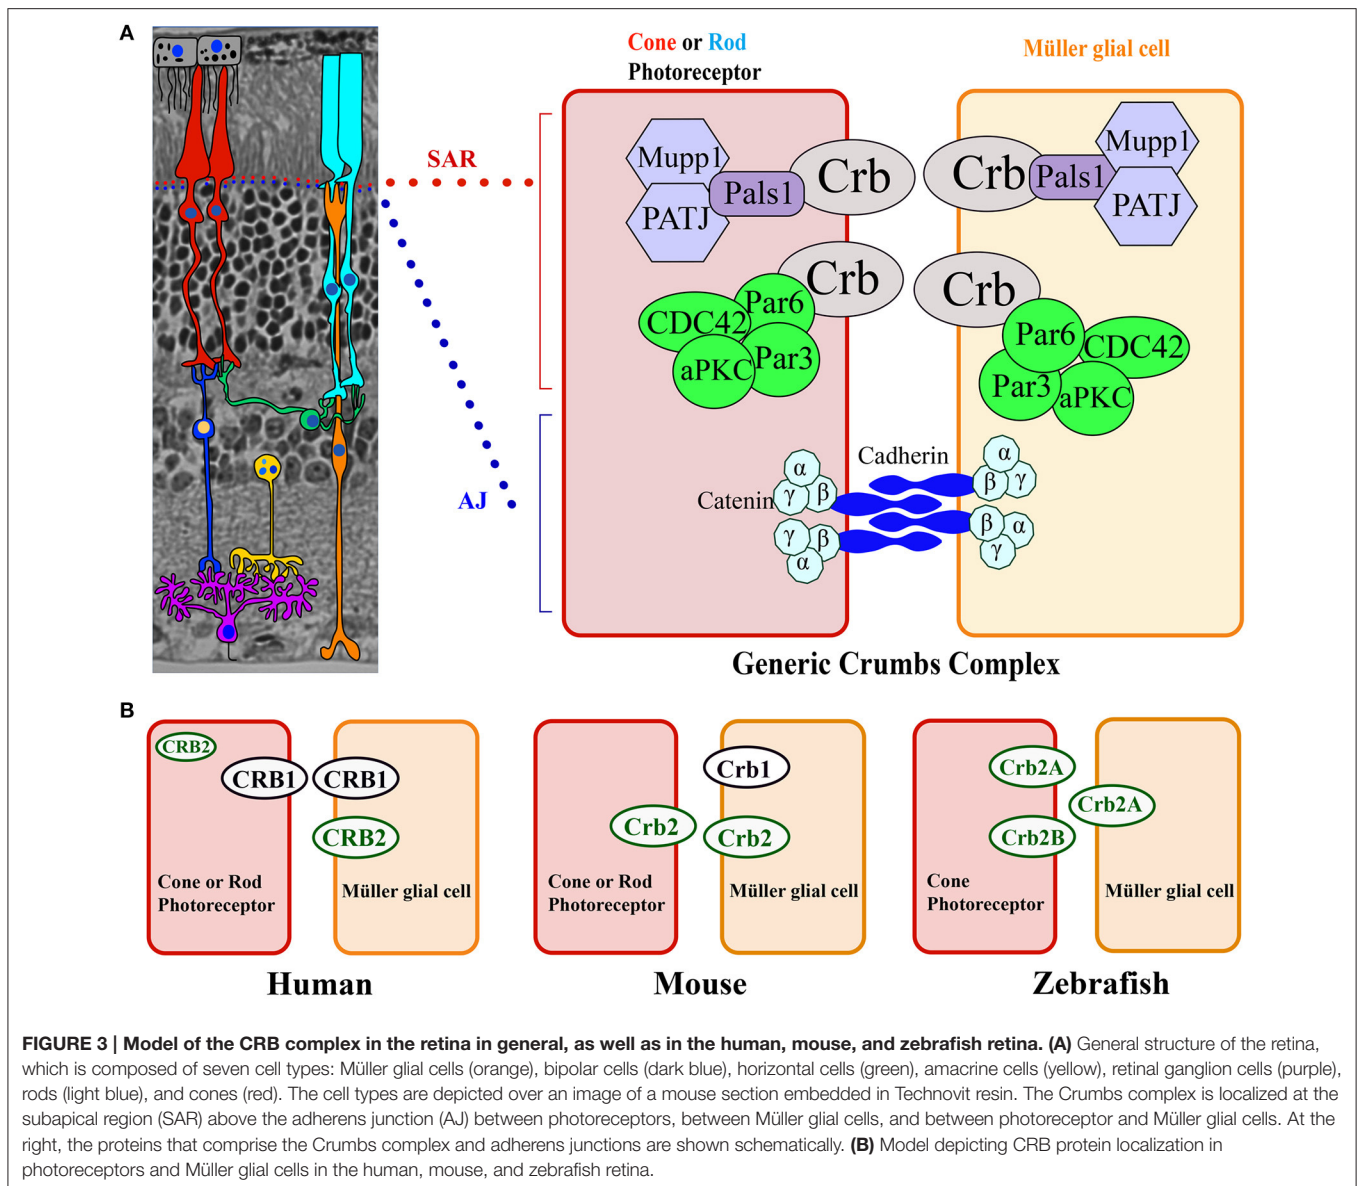 A
Cone or Rod
Photoreceptor
Müller glial cell
SAR
AJ
Mupp1
PATJ
Pals1
Crb
Crb
Pals1
Mupp1
PATJ
Crb
Par6
CDC42
aPKC
Par3
Crb
Par6
CDC42
Par3
aPKC
Cadherin
Catenin
α
γ β
γ β
α
α
β γ
β α
γ
Generic Crumbs Complex
B
CRB2
CRB1
CRB1
CRB2
Cone or Rod
Photoreceptor
Müller glial cell
Human
Crb1
Crb2
Crb2
Cone or Rod
Photoreceptor
Müller glial cell
Mouse
Crb2A
Crb2A
Crb2B
Cone
Photoreceptor
Müller glial cell
Zebrafish
FIGURE 3 | Model of the CRB complex in the retina in general, as well as in the human, mouse, and zebrafish retina. (A) General structure of the retina,
which is composed of seven cell types: Müller glial cells (orange), bipolar cells (dark blue), horizontal cells (green), amacrine cells (yellow), retinal ganglion cells (purple),
rods (light blue), and cones (red). The cell types are depicted over an image of a mouse section embedded in Technovit resin. The Crumbs complex is localized at the
subapical region (SAR) above the adherens junction (AJ) between photoreceptors, between Müller glial cells, and between photoreceptor and Müller glial cells. At the
right, the proteins that comprise the Crumbs complex and adherens junctions are shown schematically. (B) Model depicting CRB protein localization in
photoreceptors and Müller glial cells in the human, mouse, and zebrafish retina.